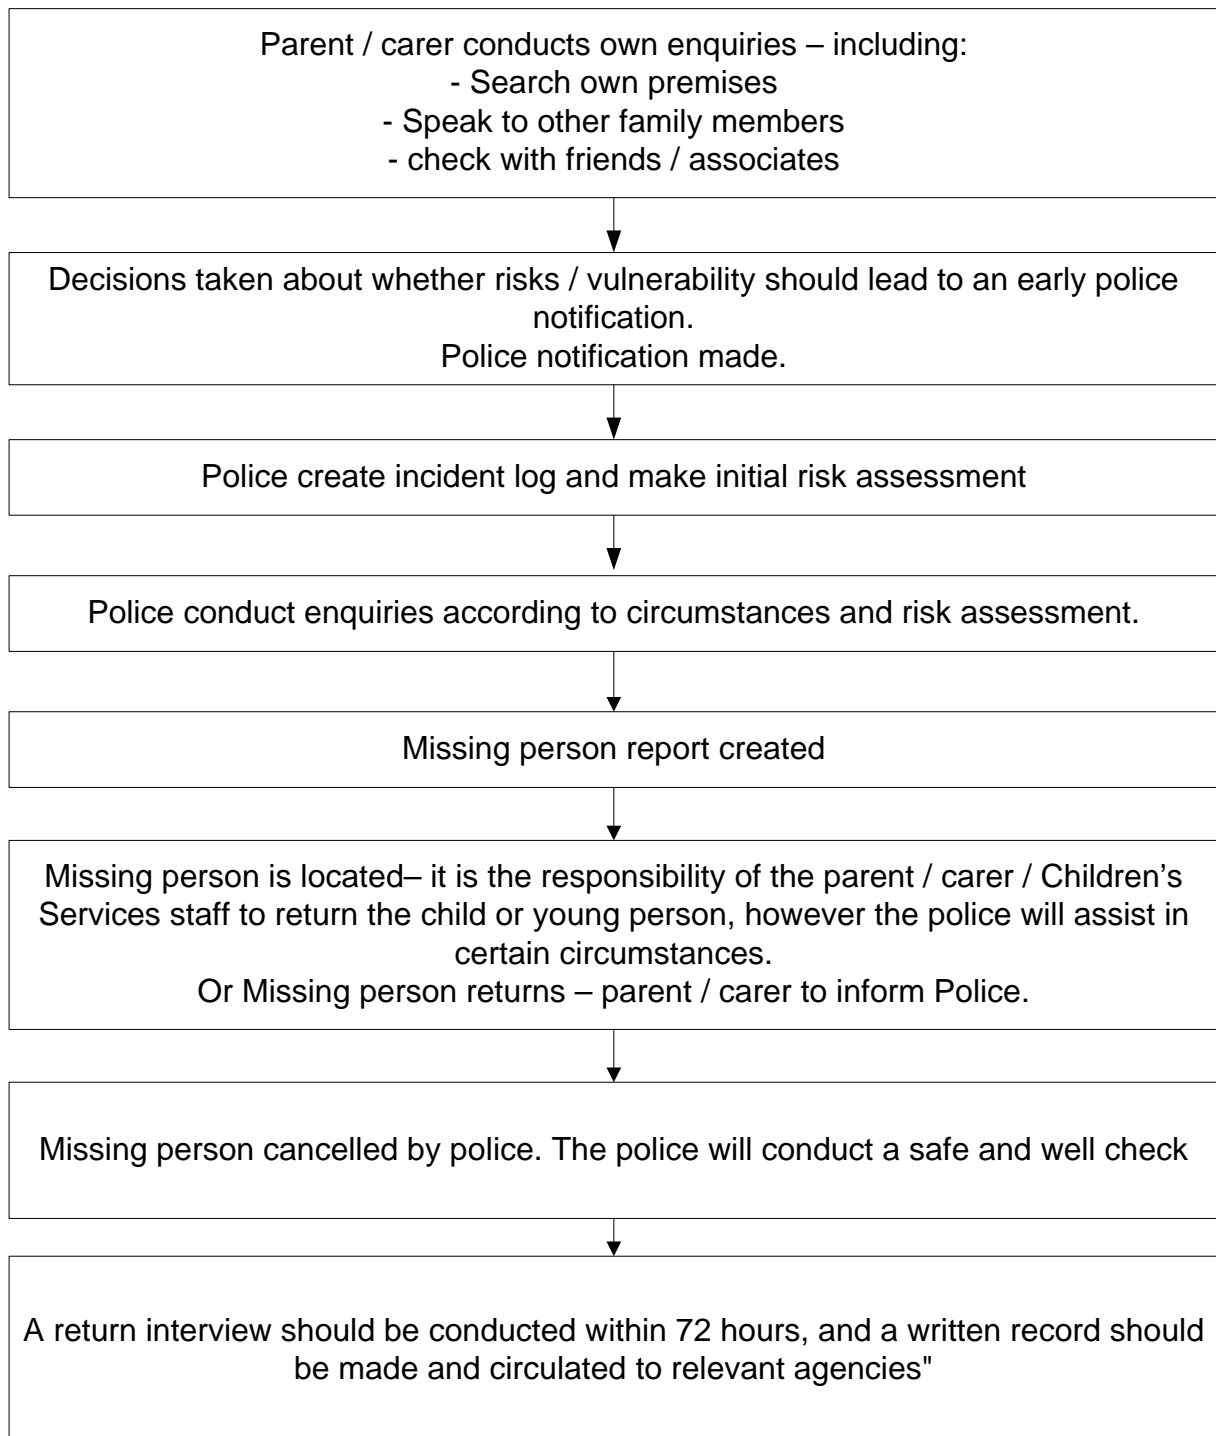 Parent / carer conducts own enquiries – including:
- Search own premises
- Speak to other family members
- check with friends / associates
Decisions taken about whether risks / vulnerability should lead to an early police
notification.
Police notification made.
Police create incident log and make initial risk assessment
Police conduct enquiries according to circumstances and risk assessment.
Missing person report created
Missing person is located– it is the responsibility of the parent / carer / Children’s
Services staff to return the child or young person, however the police will assist in
certain circumstances.
Or Missing person returns – parent / carer to inform Police.
Missing person cancelled by police. The police will conduct a safe and well check
A return interview should be conducted within 72 hours, and a written record should
be made and circulated to relevant agencies"